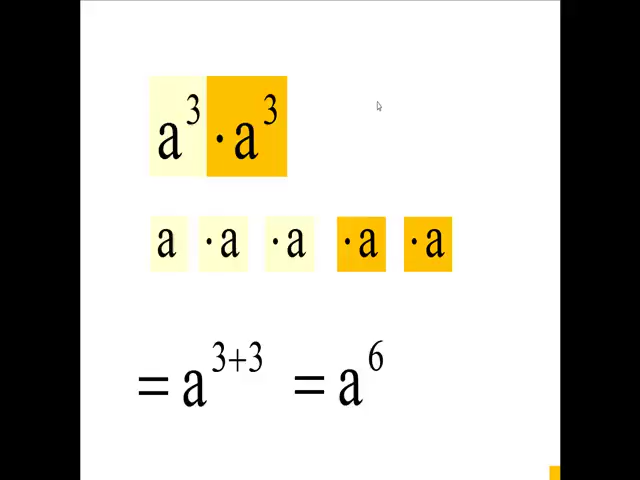 a³ · a³
a · a · a · a · a
= a³⁺³ = a⁶